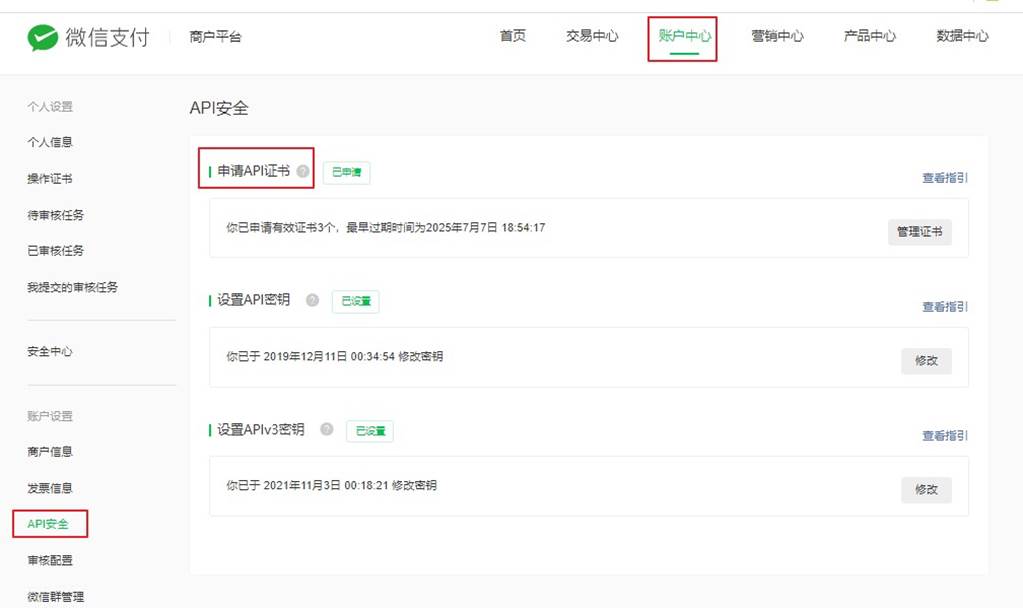 微信支付 商户平台 首页 交易中心 账户中心 营销中心 产品中心 数据中心
个人设置
个人信息
操作证书
待审核任务
已审核任务
我提交的审核任务
安全中心
账户设置
商户信息
发票信息
API安全
审核配置
微信群管理
API安全
申请API证书 ? 已申请 查看指引
你已申请有效证书3个，最早过期时间为2025年7月7日 18:54:17 管理证书
设置API密钥 ? 已设置 查看指引
你已于 2019年12月11日 00:34:54 修改密钥 修改
设置APIv3密钥 ? 已设置 查看指引
你已于 2021年11月3日 00:18:21 修改密钥 修改